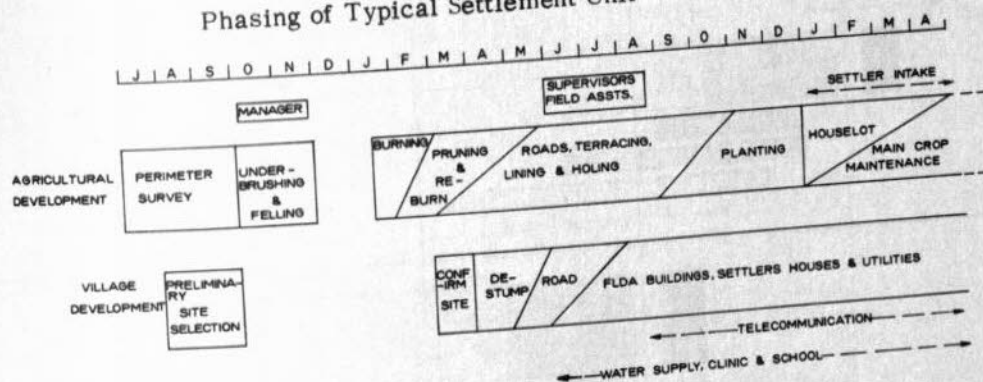 Phasing of Typical Settlement Unit
J A S O N D J F M A M J J A S O N D J F M A
MANAGER
SUPERVISORS
FIELD ASSTS.
SETTLER INTAKE
AGRICULTURAL
DEVELOPMENT
PERIMETER
SURVEY
UNDER-
BRUSHING
&
FELLING
BURNING
PRUNING
&
RE-
BURN
ROADS, TERRACING,
LINING & HOLING
PLANTING
HOUSELOT
MAIN CROP
MAINTENANCE
VILLAGE
DEVELOPMENT
PRELIMINA-
RY
SITE
SELECTION
CONF
-IRM
SITE
DE-
STUMP
ROAD
FLDA BUILDINGS, SETTLERS HOUSES & UTILITIES
TELECOMMUNICATION
WATER SUPPLY, CLINIC & SCHOOL